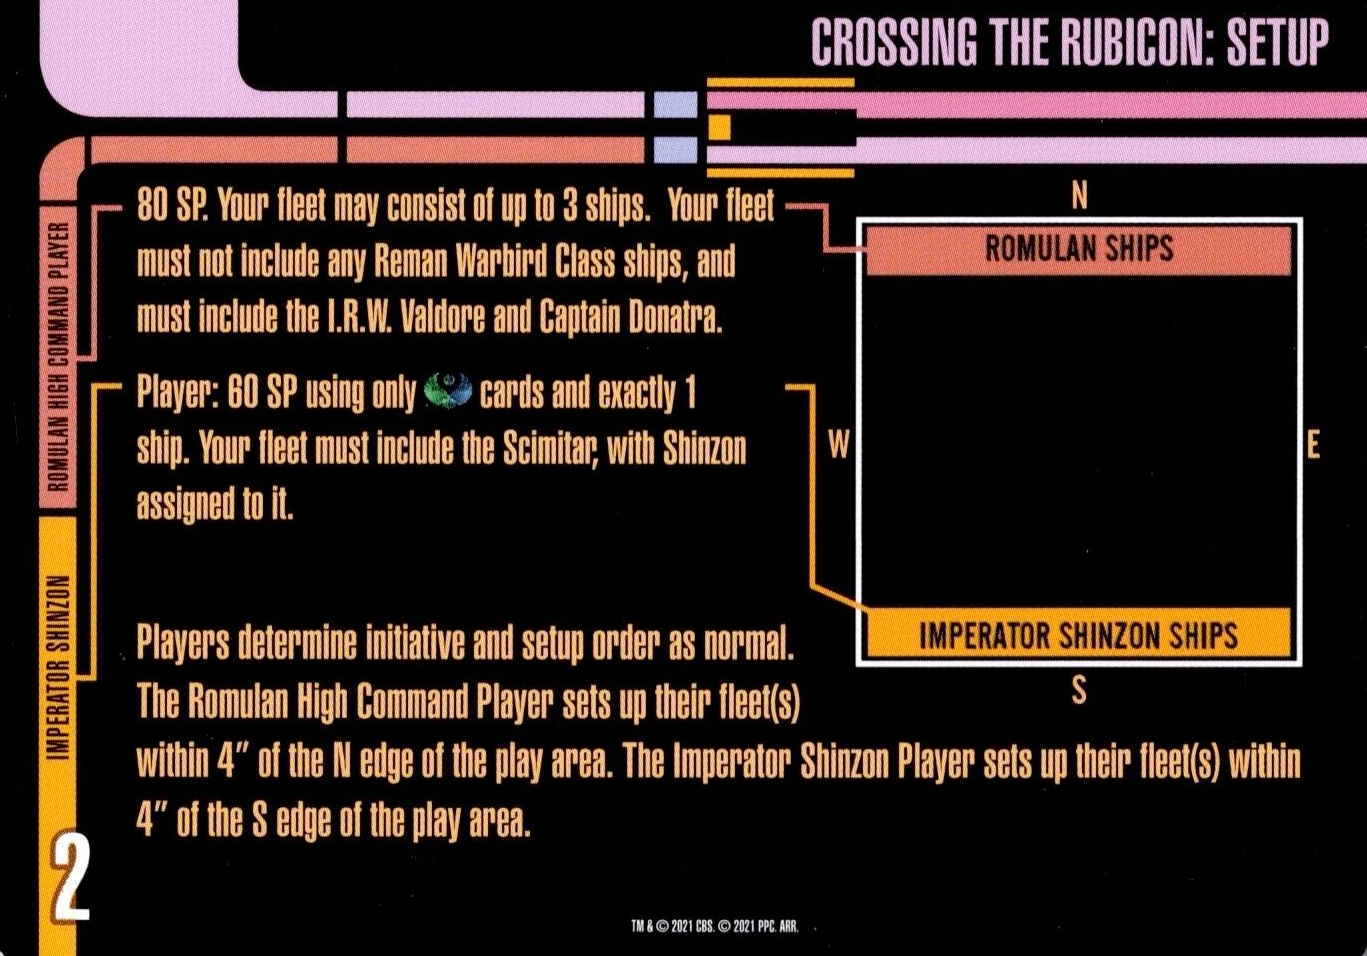 CROSSING THE RUBICON: SETUP
80 SP. Your fleet may consist of up to 3 ships. Your fleet
must not include any Reman Warbird Class ships, and
must include the I.R.W. Valdore and Captain Donatra.
ROMULAN HIGH COMMAND PLAYER
Player: 60 SP using only cards and exactly 1
ship. Your fleet must include the Scimitar, with Shinzon
assigned to it.
IMPERATOR SHINZON
N
ROMULAN SHIPS
W
E
IMPERATOR SHINZON SHIPS
S
Players determine initiative and setup order as normal.
The Romulan High Command Player sets up their fleet(s)
within 4” of the N edge of the play area. The Imperator Shinzon Player sets up their fleet(s) within
4” of the S edge of the play area.
2
TM & © 2021 CBS. © 2021 PPC. ARR.